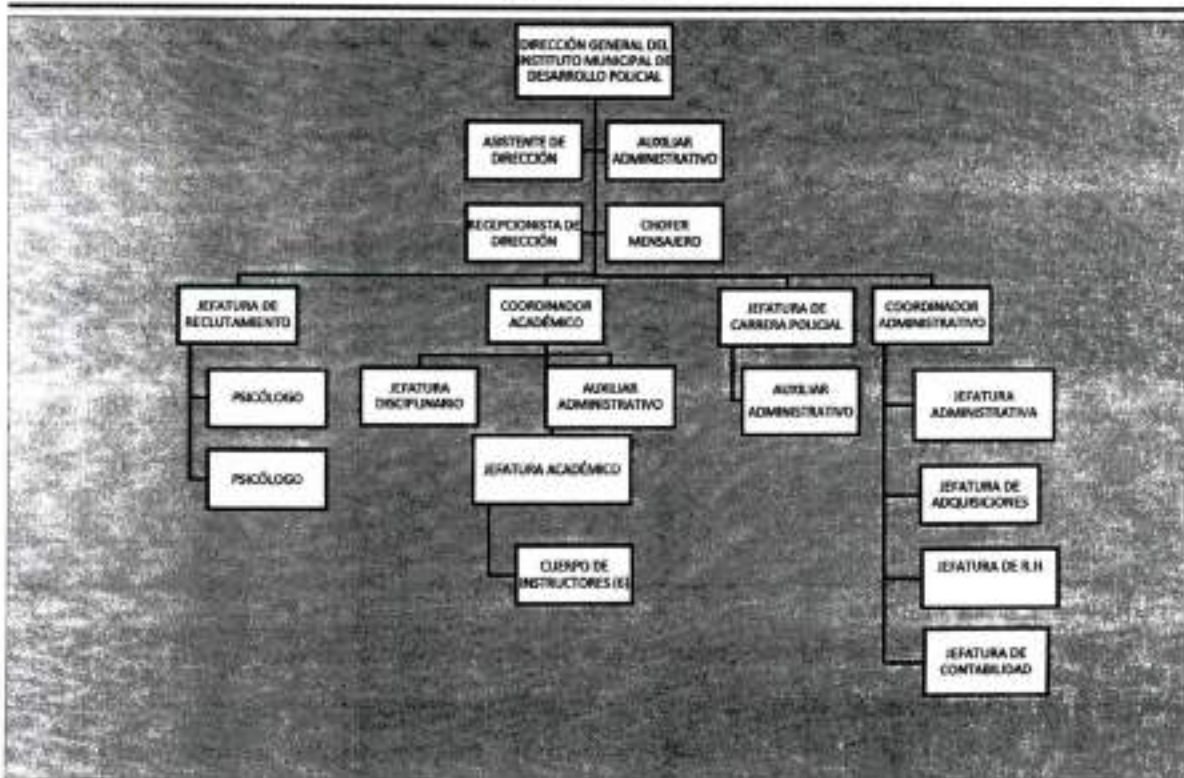 DIRECCIÓN GENERAL DEL
INSTITUTO MUNICIPAL DE
DESARROLLO POLICIAL
ASISTENTE DE
DIRECCIÓN
AUXILIAR
ADMINISTRATIVO
RECEPCIONISTA DE
DIRECCIÓN
CHOFER
MENSAJERO
JEFATURA DE
RECLUTAMIENTO
COORDINADOR
ACADÉMICO
JEFATURA DE
CARRERA POLICIAL
COORDINADOR
ADMINISTRATIVO
PSICÓLOGO
PSICÓLOGO
JEFATURA
DISCIPLINARIO
AUXILIAR
ADMINISTRATIVO
JEFATURA ACADÉMICO
CUERPO DE
INSTRUCTORES (6)
AUXILIAR
ADMINISTRATIVO
JEFATURA
ADMINISTRATIVA
JEFATURA DE
ADQUISICIONES
JEFATURA DE R.H
JEFATURA DE
CONTABILIDAD